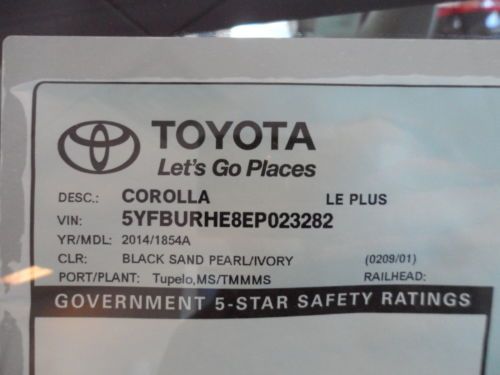 TOYOTA
Let's Go Places
DESC.: COROLLA LE PLUS
VIN: 5YFBURHE8EP023282
YR/MDL: 2014/1854A
CLR: BLACK SAND PEARL/IVORY (0209/01)
PORT/PLANT: Tupelo,MS/TMMMS RAILHEAD:
GOVERNMENT 5-STAR SAFETY RATINGS